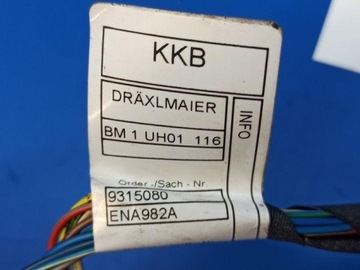 KKB
DRÄXLMAIER
BM 1 UH01 116
INFO
Order-/Sach-Nr
9315080
ENA982A